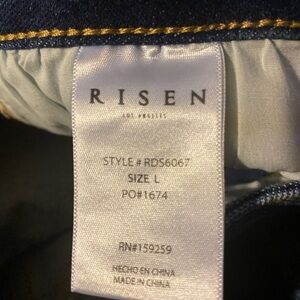 RISEN
LOS ANGELES
STYLE # RDS6067
SIZE L
PO#1674
RN#159259
HECHO EN CHINA
MADE IN CHINA